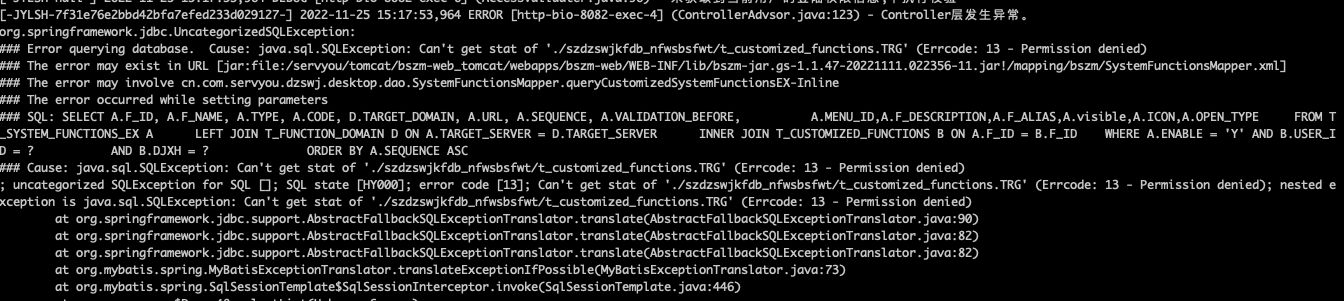 [-JYLSH-7f31e76e2bbd42bfa7efed233d029127-] 2022-11-25 15:17:53,964 ERROR [http-bio-8082-exec-4] (ControllerAdvsor.java:123) - Controller层发生异常。
org.springframework.jdbc.UncategorizedSQLException:
### Error querying database.  Cause: java.sql.SQLException: Can't get stat of './szdzswjkfdb_nfwsbsfwt/t_customized_functions.TRG' (Errcode: 13 - Permission denied)
### The error may exist in URL [jar:file:/servyou/tomcat/bszm-web_tomcat/webapps/bszm-web/WEB-INF/lib/bszm-jar.gs-1.1.47-20221111.022356-11.jar!/mapping/bszm/SystemFunctionsMapper.xml]
### The error may involve cn.com.servyou.dzswj.desktop.dao.SystemFunctionsMapper.queryCustomizedSystemFunctionsEX-Inline
### The error occurred while setting parameters
### SQL: SELECT A.F_ID, A.F_NAME, A.TYPE, A.CODE, D.TARGET_DOMAIN, A.URL, A.SEQUENCE, A.VALIDATION_BEFORE,         A.MENU_ID,A.F_DESCRIPTION,A.F_ALIAS,A.visible,A.ICON,A.OPEN_TYPE     FROM T
_SYSTEM_FUNCTIONS_EX A     LEFT JOIN T_FUNCTION_DOMAIN D ON A.TARGET_SERVER = D.TARGET_SERVER     INNER JOIN T_CUSTOMIZED_FUNCTIONS B ON A.F_ID = B.F_ID    WHERE A.ENABLE = 'Y' AND B.USER_I
D = ?         AND B.DJXH = ?          ORDER BY A.SEQUENCE ASC
### Cause: java.sql.SQLException: Can't get stat of './szdzswjkfdb_nfwsbsfwt/t_customized_functions.TRG' (Errcode: 13 - Permission denied)
; uncategorized SQLException for SQL []; SQL state [HY000]; error code [13]; Can't get stat of './szdzswjkfdb_nfwsbsfwt/t_customized_functions.TRG' (Errcode: 13 - Permission denied); nested e
xception is java.sql.SQLException: Can't get stat of './szdzswjkfdb_nfwsbsfwt/t_customized_functions.TRG' (Errcode: 13 - Permission denied)
at org.springframework.jdbc.support.AbstractFallbackSQLExceptionTranslator.translate(AbstractFallbackSQLExceptionTranslator.java:90)
at org.springframework.jdbc.support.AbstractFallbackSQLExceptionTranslator.translate(AbstractFallbackSQLExceptionTranslator.java:82)
at org.springframework.jdbc.support.AbstractFallbackSQLExceptionTranslator.translate(AbstractFallbackSQLExceptionTranslator.java:82)
at org.mybatis.spring.MyBatisExceptionTranslator.translateExceptionIfPossible(MyBatisExceptionTranslator.java:73)
at org.mybatis.spring.SqlSessionTemplate$SqlSessionInterceptor.invoke(SqlSessionTemplate.java:446)